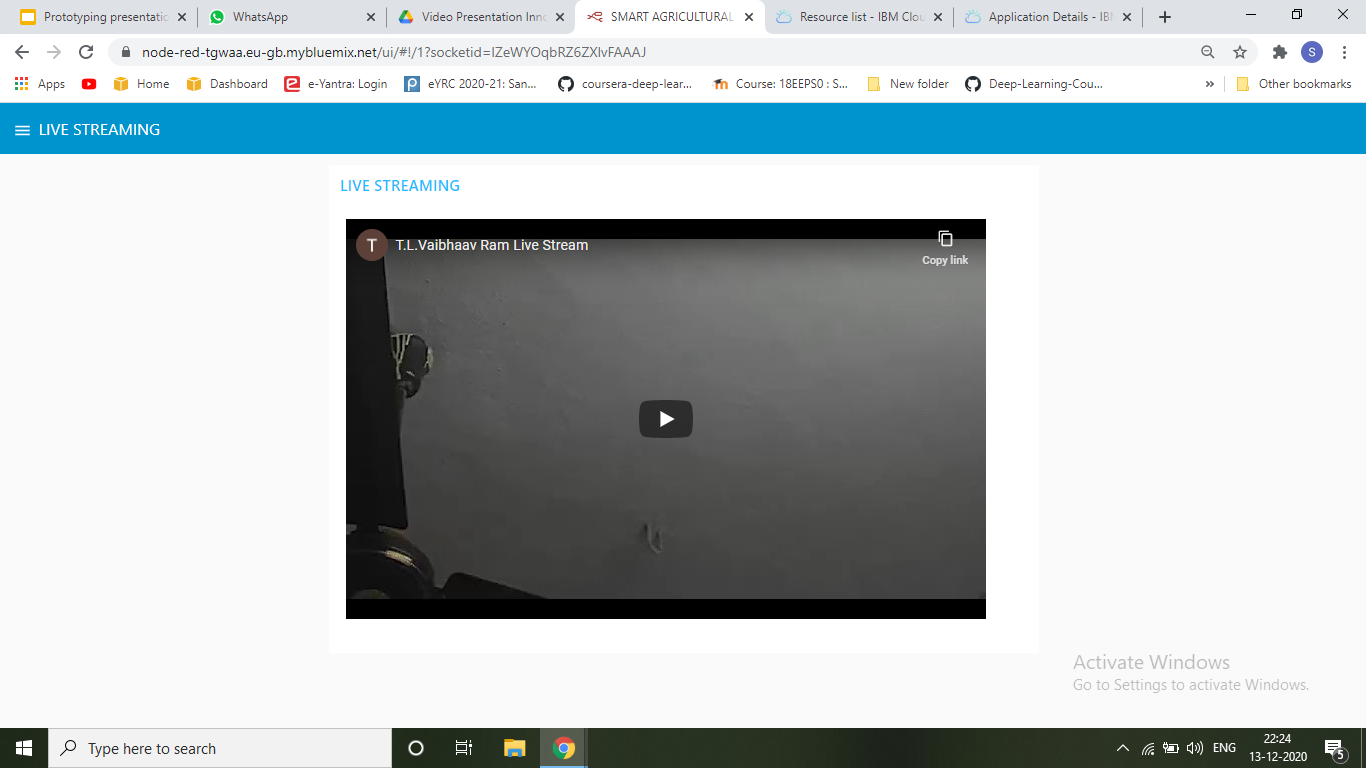 Prototyping presentatio
WhatsApp
Video Presentation Inno
SMART AGRICULTURAL
Resource list - IBM Clou
Application Details - IBM
node-red-tgwaa.eu-gb.mybluemix.net/ui/#!/1?socketid=IZeWYOqbRZ6ZXIvFAAAJ
S
Apps
Home
Dashboard
e-Yantra: Login
eYRC 2020-21: San...
coursera-deep-lear...
Course: 18EEPS0 : S...
New folder
Deep-Learning-Cou...
»
Other bookmarks
LIVE STREAMING
LIVE STREAMING
T
T.L.Vaibhaav Ram Live Stream
Copy link
Activate Windows
Go to Settings to activate Windows.
Type here to search
ENG
22:24
13-12-2020
5